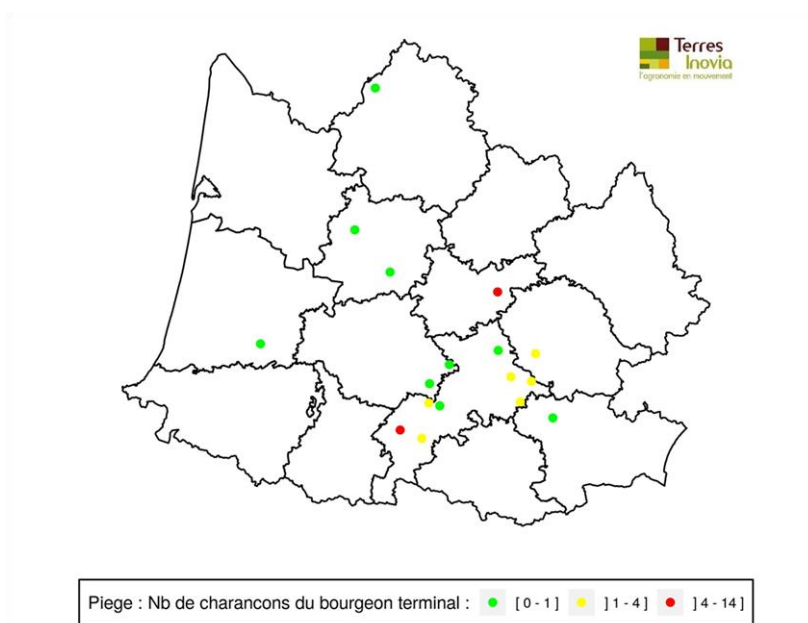 Terres
Inovia
l'agronomie en mouvement
Piege : Nb de charancons du bourgeon terminal : [ 0 - 1 ] ] 1 - 4 ] ] 4 - 14 ]